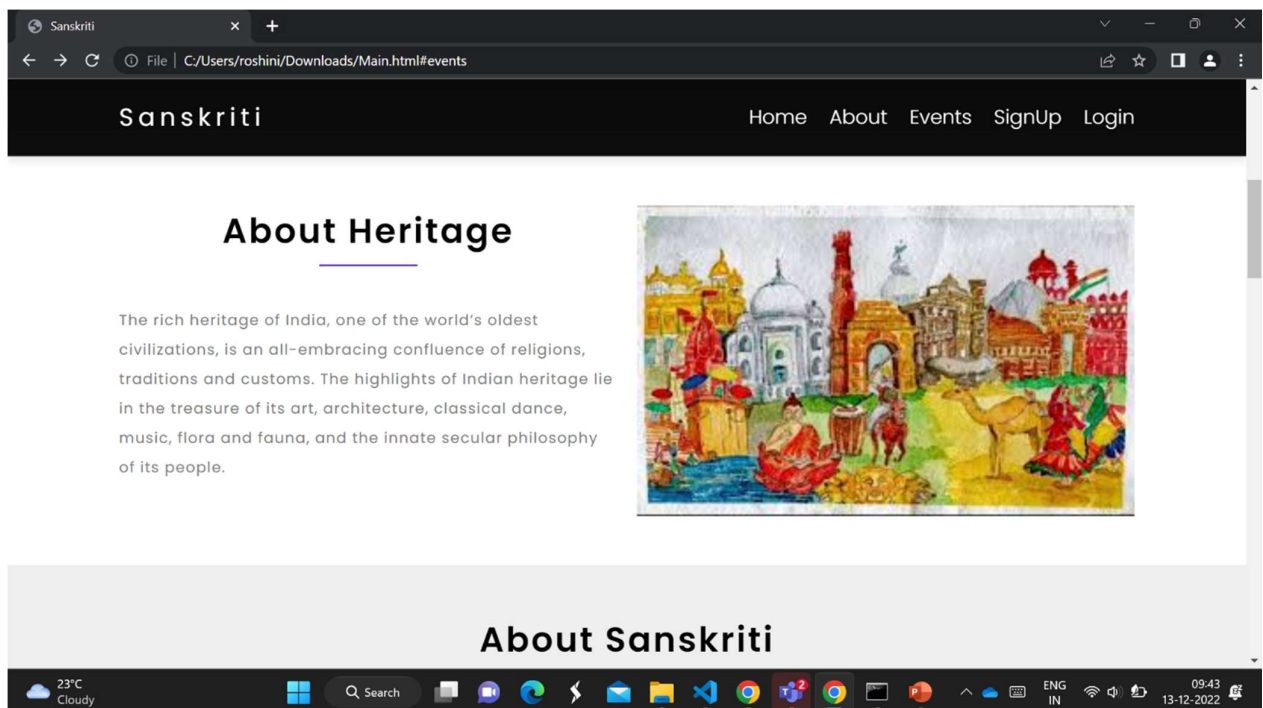 Sanskriti
File C:/Users/roshini/Downloads/Main.html#events
Sanskriti Home About Events SignUp Login
About Heritage
The rich heritage of India, one of the world’s oldest
civilizations, is an all-embracing confluence of religions,
traditions and customs. The highlights of Indian heritage lie
in the treasure of its art, architecture, classical dance,
music, flora and fauna, and the innate secular philosophy
of its people.
About Sanskriti
23°C
Cloudy
Search
2
ENG
IN
09:43
13-12-2022